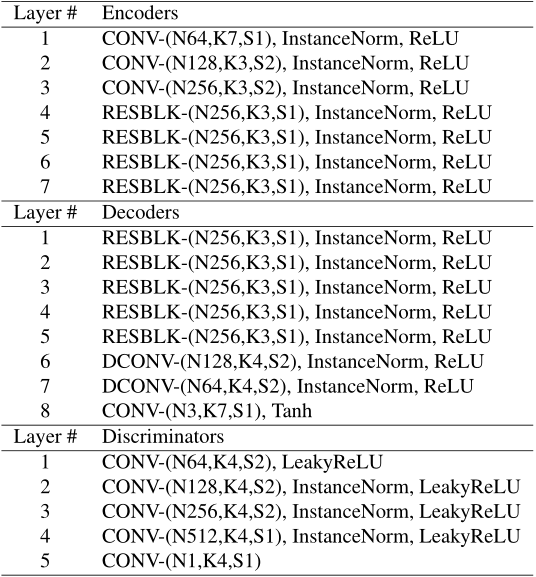 Layer # Encoders
1 CONV-(N64,K7,S1), InstanceNorm, ReLU
2 CONV-(N128,K3,S2), InstanceNorm, ReLU
3 CONV-(N256,K3,S2), InstanceNorm, ReLU
4 RESBLK-(N256,K3,S1), InstanceNorm, ReLU
5 RESBLK-(N256,K3,S1), InstanceNorm, ReLU
6 RESBLK-(N256,K3,S1), InstanceNorm, ReLU
7 RESBLK-(N256,K3,S1), InstanceNorm, ReLU
Layer # Decoders
1 RESBLK-(N256,K3,S1), InstanceNorm, ReLU
2 RESBLK-(N256,K3,S1), InstanceNorm, ReLU
3 RESBLK-(N256,K3,S1), InstanceNorm, ReLU
4 RESBLK-(N256,K3,S1), InstanceNorm, ReLU
5 RESBLK-(N256,K3,S1), InstanceNorm, ReLU
6 DCONV-(N128,K4,S2), InstanceNorm, ReLU
7 DCONV-(N64,K4,S2), InstanceNorm, ReLU
8 CONV-(N3,K7,S1), Tanh
Layer # Discriminators
1 CONV-(N64,K4,S2), LeakyReLU
2 CONV-(N128,K4,S2), InstanceNorm, LeakyReLU
3 CONV-(N256,K4,S2), InstanceNorm, LeakyReLU
4 CONV-(N512,K4,S1), InstanceNorm, LeakyReLU
5 CONV-(N1,K4,S1)